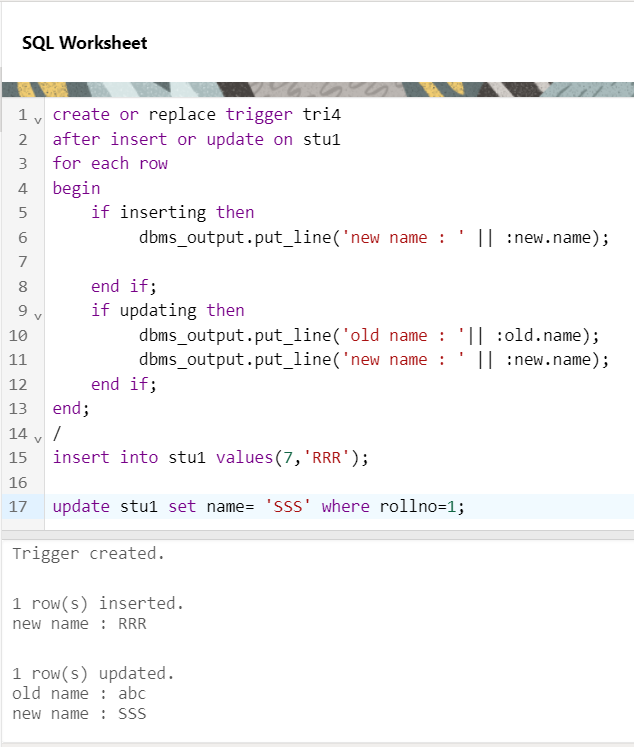 SQL Worksheet
1 create or replace trigger tri4
2 after insert or update on stu1
3 for each row
4 begin
5     if inserting then
6          dbms_output.put_line('new name : ' || :new.name);
7
8     end if;
9     if updating then
10          dbms_output.put_line('old name : '|| :old.name);
11          dbms_output.put_line('new name : ' || :new.name);
12     end if;
13 end;
14 /
15 insert into stu1 values(7,'RRR');
16
17 update stu1 set name= 'SSS' where rollno=1;
Trigger created.
1 row(s) inserted.
new name : RRR
1 row(s) updated.
old name : abc
new name : SSS